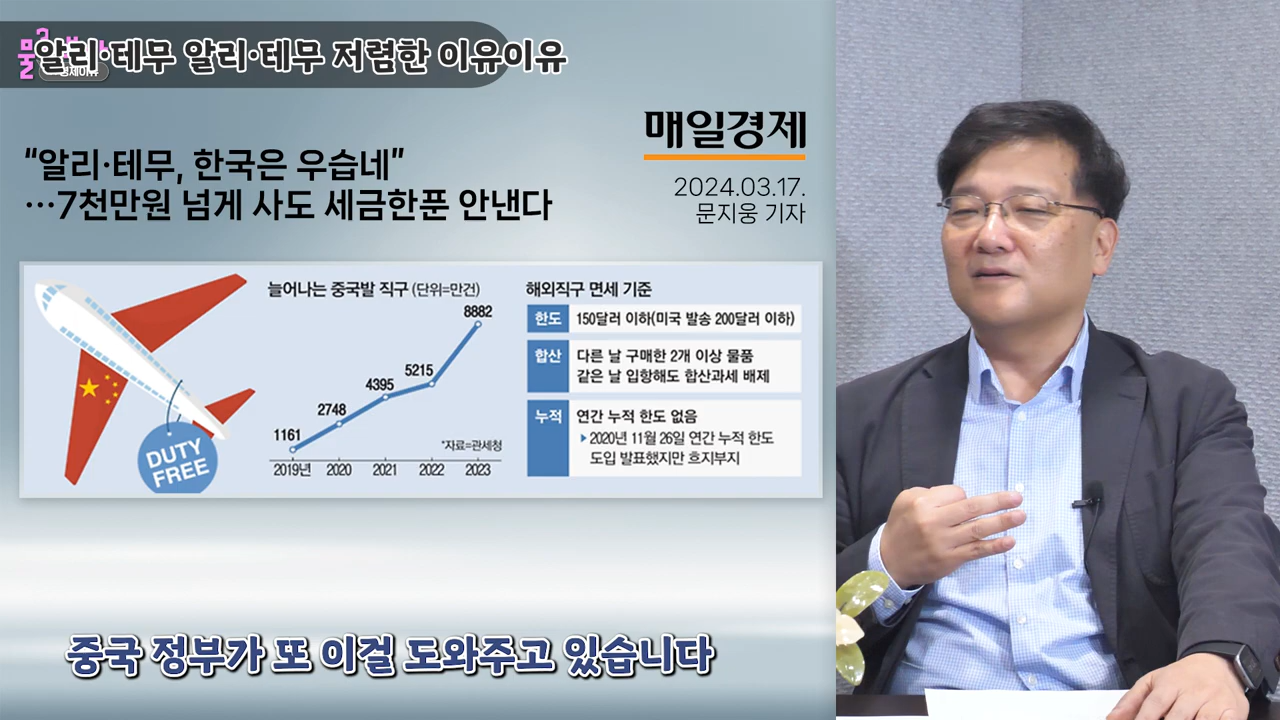 알리·테무 알리·테무 저렴한 이유이유
경제이슈
매일경제
“알리·테무, 한국은 우습네”
…7천만원 넘게 사도 세금한푼 안낸다
2024.03.17.
문지웅 기자
늘어나는 중국발 직구 (단위=만건)
8882
5215
4395
2748
1161
*자료=관세청
2019년 2020 2021 2022 2023
DUTY
FREE
해외직구 면세 기준
한도 150달러 이하(미국 발송 200달러 이하)
합산 다른 날 구매한 2개 이상 물품
같은 날 입항해도 합산과세 배제
누적 연간 누적 한도 없음
▶2020년 11월 26일 연간 누적 한도
도입 발표했지만 흐지부지
중국 정부가 또 이걸 도와주고 있습니다